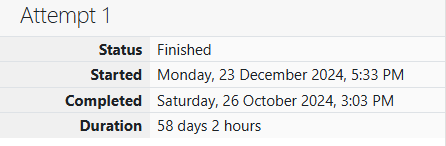 Attempt 1
Status Finished
Started Monday, 23 December 2024, 5:33 PM
Completed Saturday, 26 October 2024, 3:03 PM
Duration 58 days 2 hours